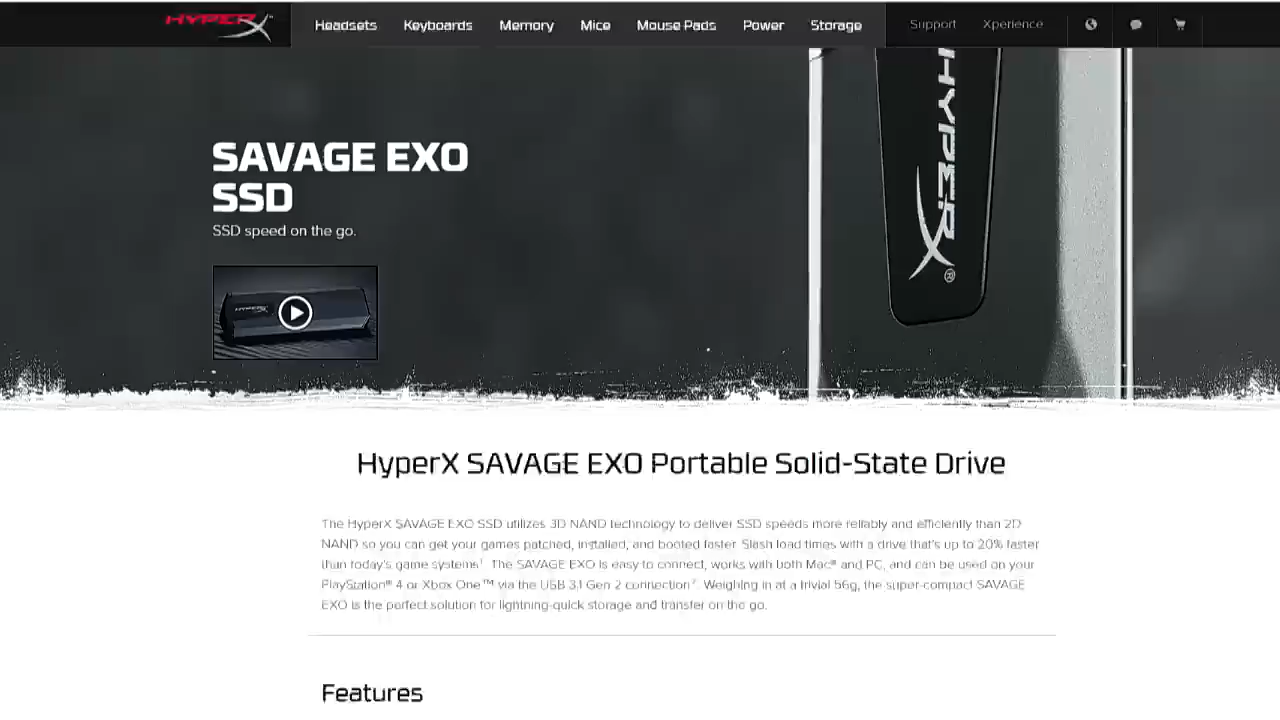 HYPERX™
Headsets Keyboards Memory Mice Mouse Pads Power Storage Support Xperience
HYPERX®
SAVAGE EXO
SSD
SSD speed on the go.
HYPERX
HyperX SAVAGE EXO Portable Solid-State Drive
The HyperX SAVAGE EXO SSD utilizes 3D NAND technology to deliver SSD speeds more reliably and efficiently than 2D
NAND so you can get your games patched, installed, and booted faster. Slash load times with a drive that's up to 20% faster
than today's game systems¹. The SAVAGE EXO is easy to connect, works with both Mac® and PC, and can be used on your
PlayStation® 4 or Xbox One™ via the USB 3.1 Gen 2 connection². Weighing in at a trivial 56g, the super-compact SAVAGE
EXO is the perfect solution for lightning-quick storage and transfer on the go.
Features